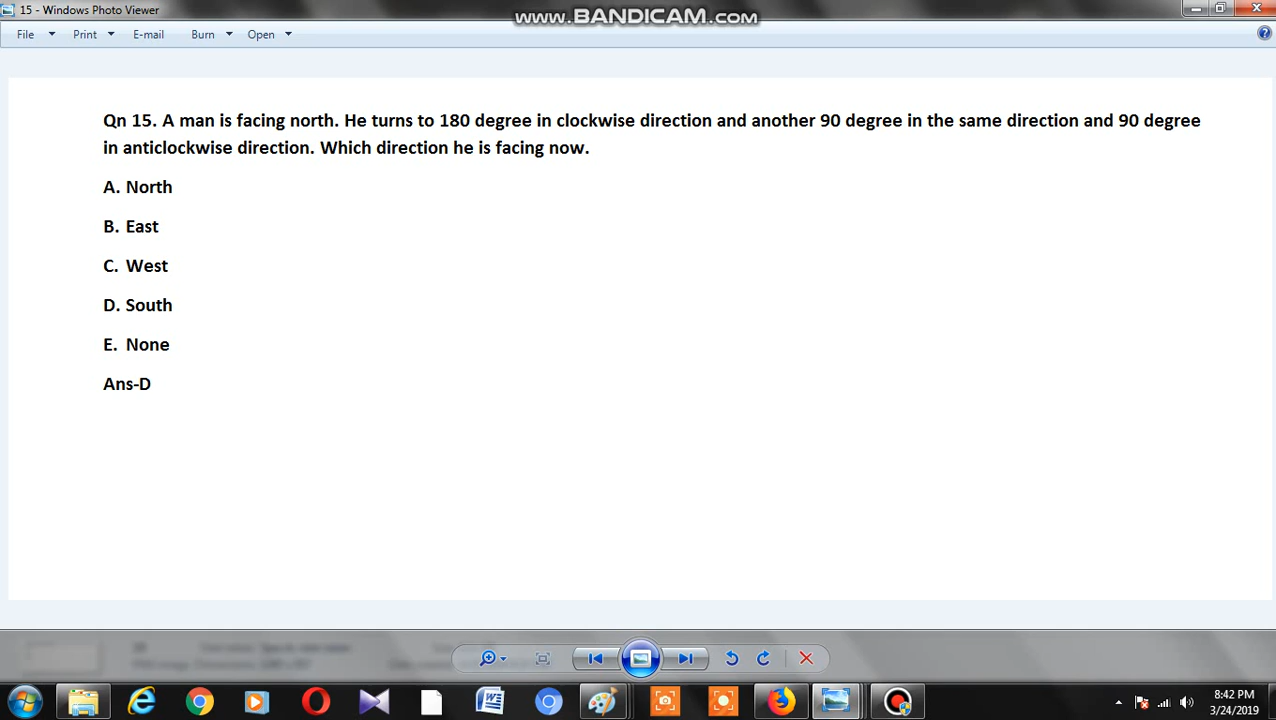 15 - Windows Photo Viewer
www.BANDICAM.com
File Print E-mail Burn Open
Qn 15. A man is facing north. He turns to 180 degree in clockwise direction and another 90 degree in the same direction and 90 degree
in anticlockwise direction. Which direction he is facing now.
A. North
B. East
C. West
D. South
E. None
Ans-D
8:42 PM
3/24/2019